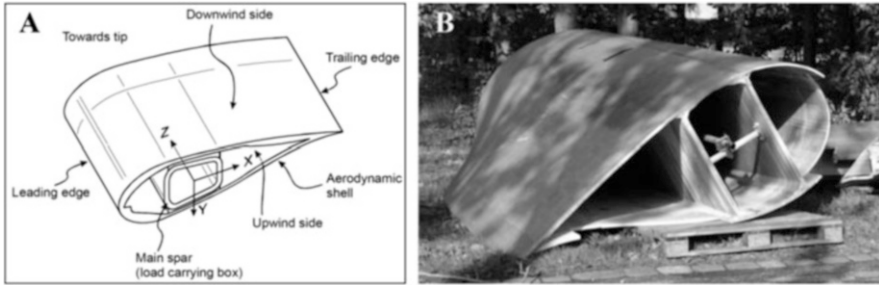 A
Downwind side
Towards tip
Trailing edge
Z
X
Leading edge
Aerodynamic
shell
Y
Upwind side
Main spar
(load carrying box)
B